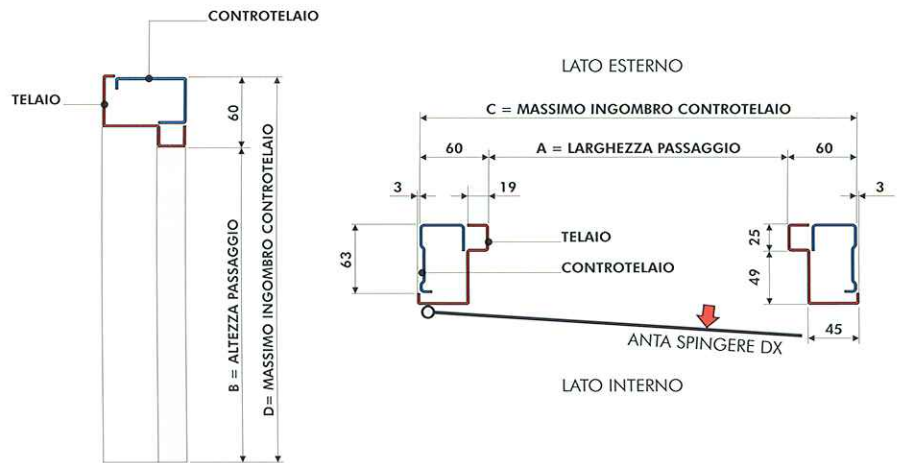 CONTROTELAIO
TELAIO
60
B = ALTEZZA PASSAGGIO
D= MASSIMO INGOMBRO CONTROTELAIO
LATO ESTERNO
C = MASSIMO INGOMBRO CONTROTELAIO
60
A = LARGHEZZA PASSAGGIO
60
3
19
3
63
TELAIO
CONTROTELAIO
25
49
45
ANTA SPINGERE DX
LATO INTERNO